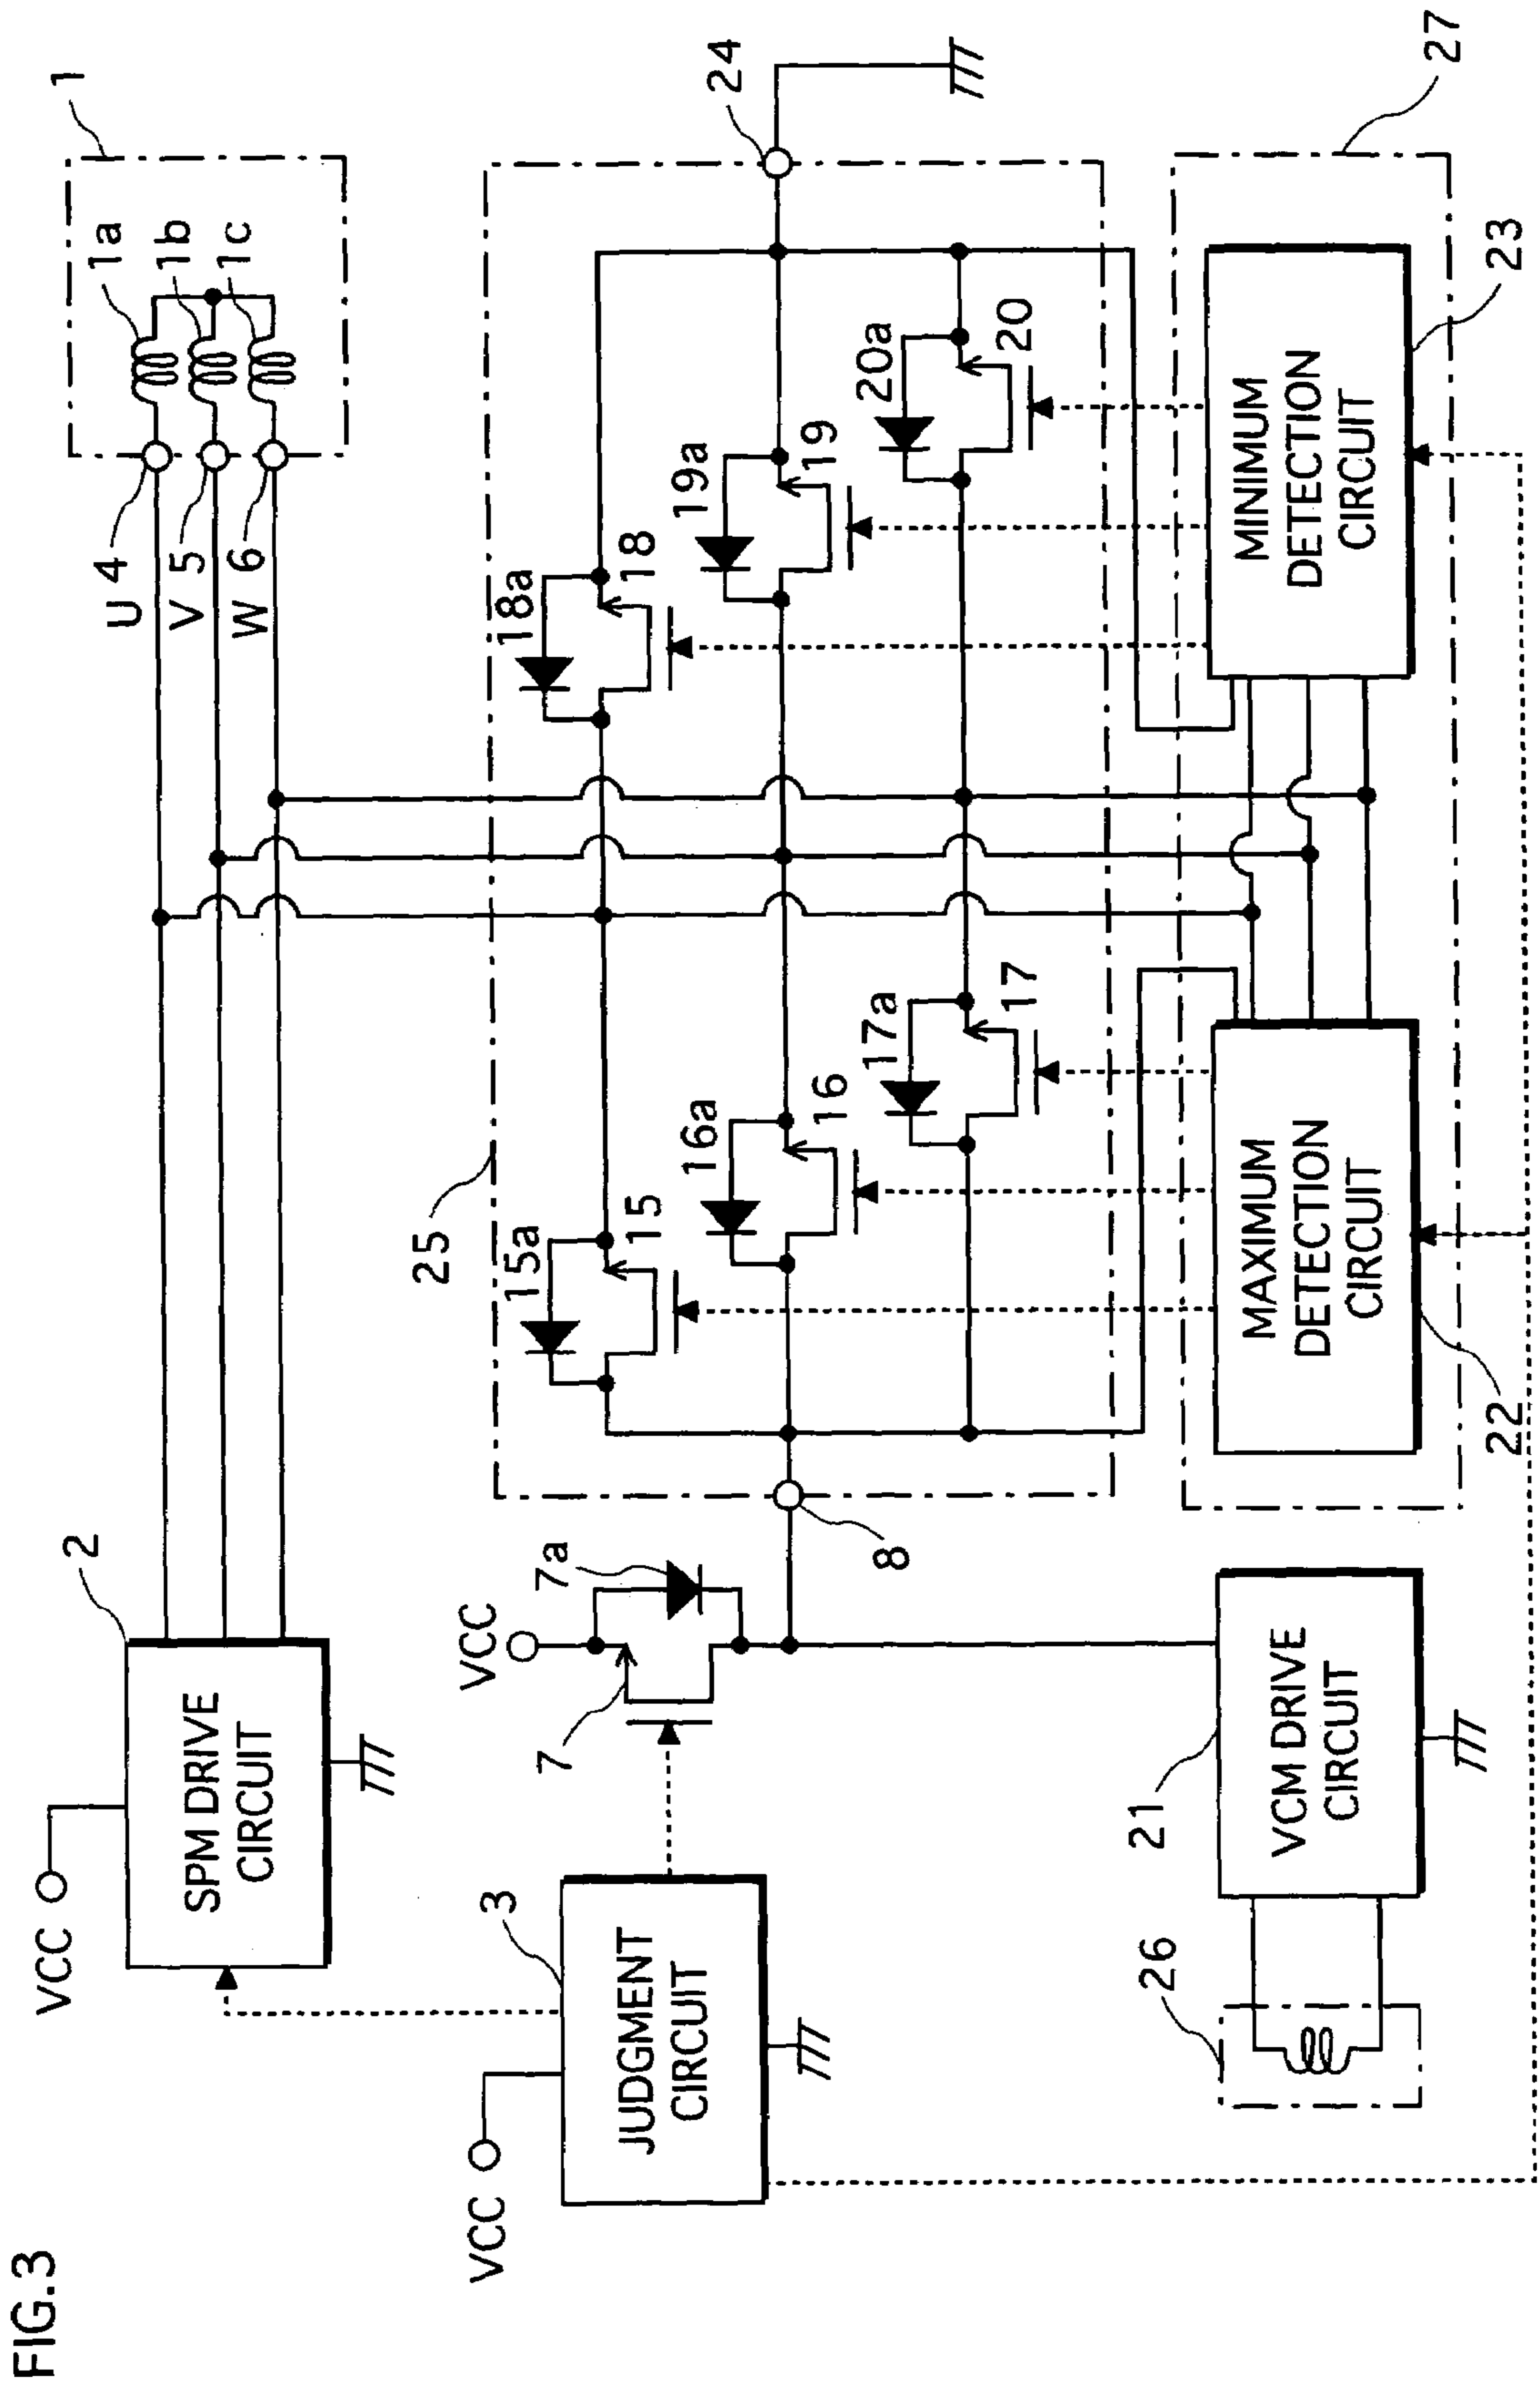 FIG.3
VCC
SPM DRIVE
CIRCUIT
2
U 4
V 5
W 6
1
1a
1b
1c
VCC
JUDGMENT
CIRCUIT
3
VCC
7
7a
8
25
15a
15
16a
16
17a
17
18a
18
19a
19
20a
20
24
26
21
VCM DRIVE
CIRCUIT
22
MAXIMUM
DETECTION
CIRCUIT
MINIMUM
DETECTION
CIRCUIT
23
27